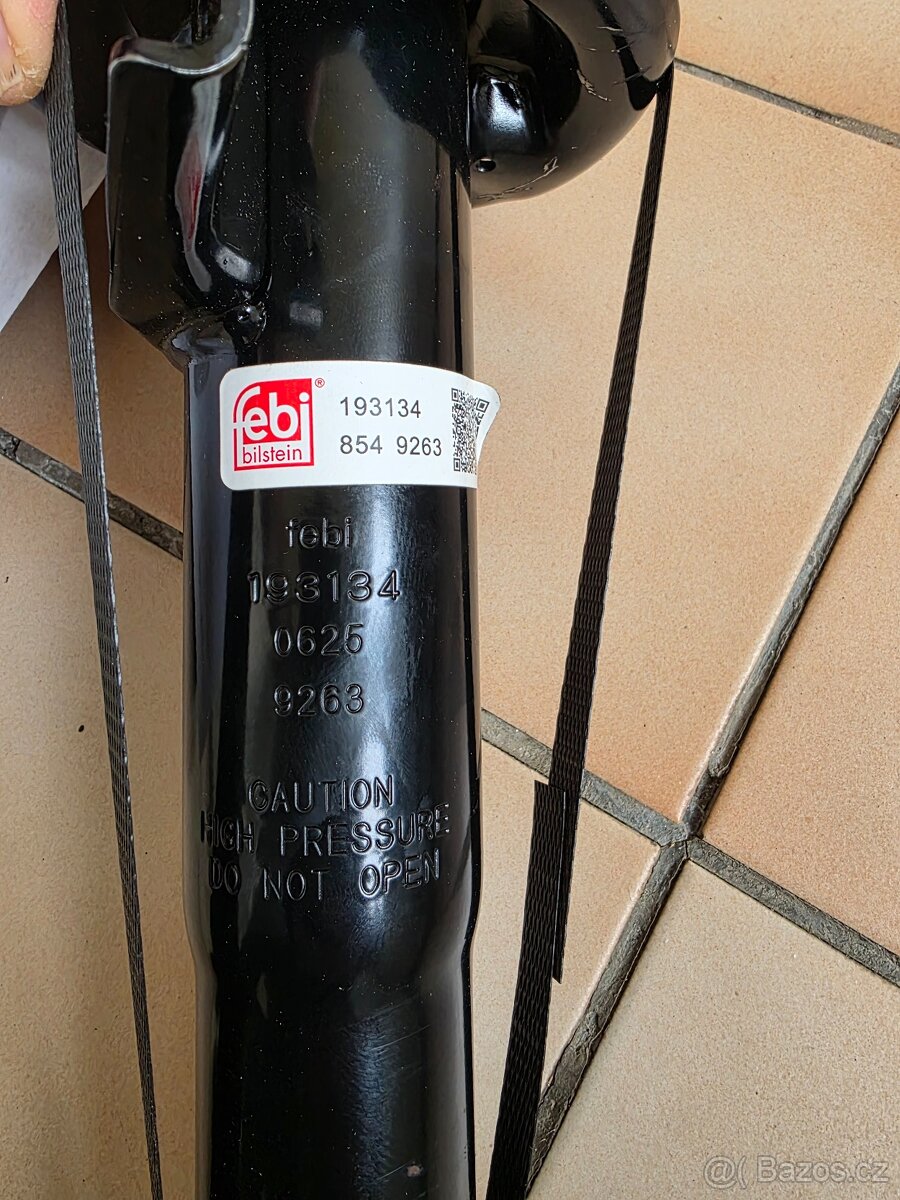 febi®
bilstein
193134
854 9263
febi
193134
0625
9263
CAUTION
HIGH PRESSURE
DO NOT OPEN
@( Bazos.cz